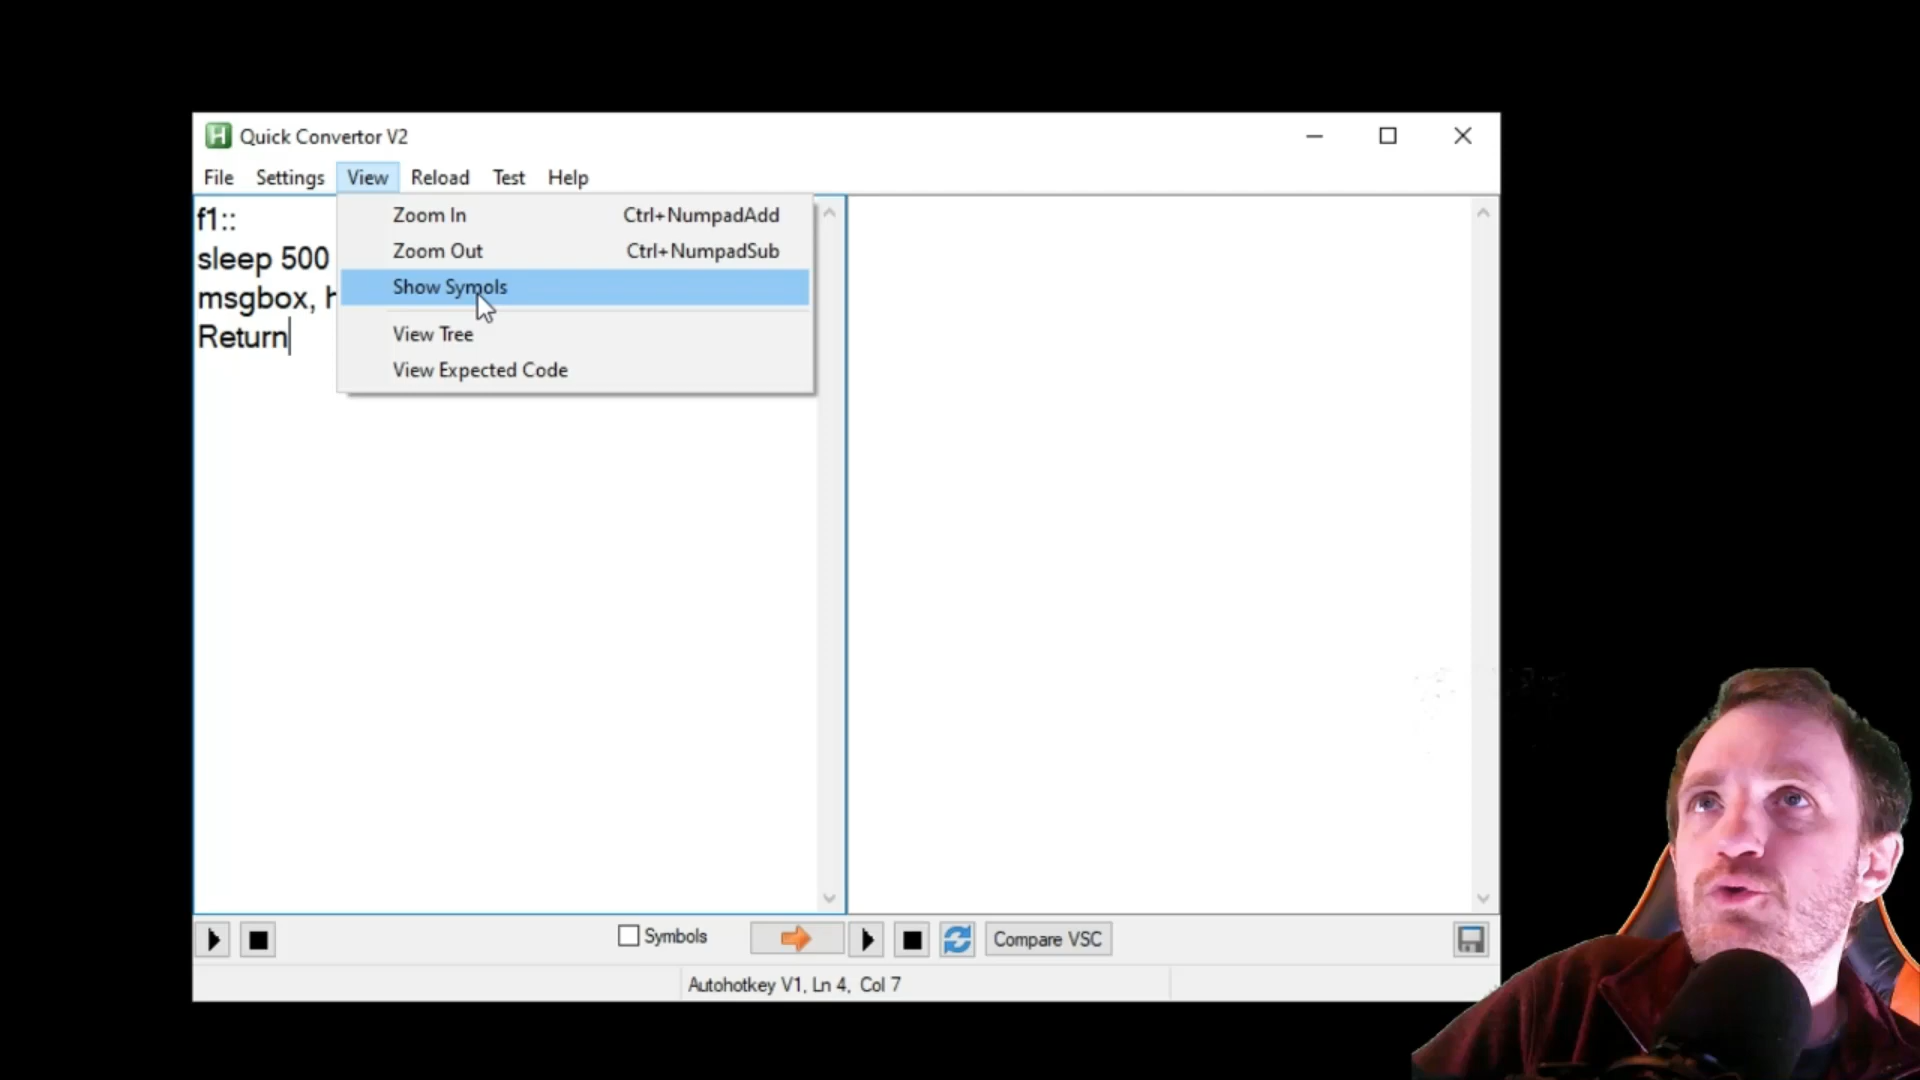 Quick Convertor V2
File Settings View Reload Test Help
f1::
sleep 500
msgbox, h
Return
Zoom In Ctrl+NumpadAdd
Zoom Out Ctrl+NumpadSub
Show Symols
View Tree
View Expected Code
Symbols
Compare VSC
Autohotkey V1, Ln 4, Col 7